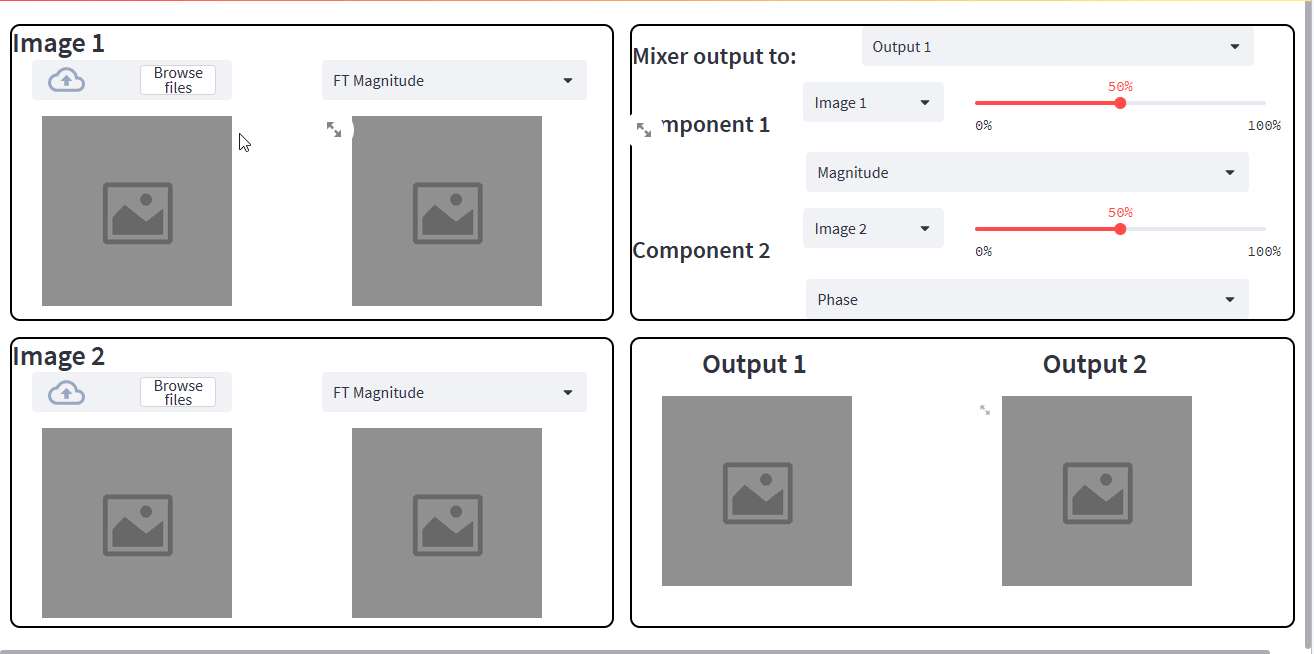 Image 1
Browse
files
FT Magnitude
Mixer output to:
Output 1
Image 1
50%
0%
100%
mponent 1
Magnitude
Image 2
50%
0%
100%
Component 2
Phase
Image 2
Browse
files
FT Magnitude
Output 1
Output 2